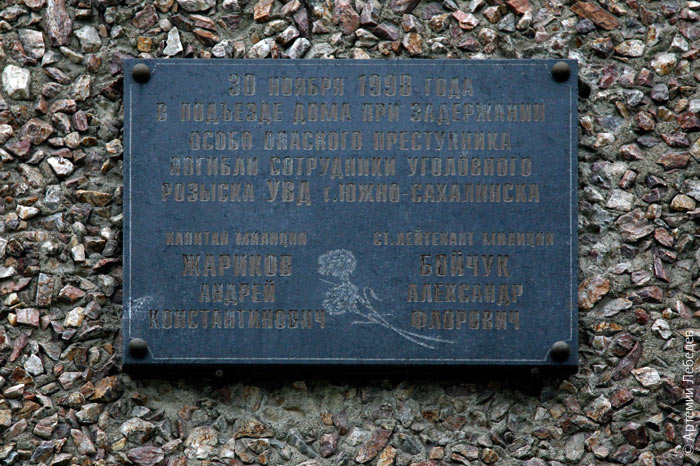 30 НОЯБРЯ 1998 ГОДА
В ПОДЪЕЗДЕ ДОМА ПРИ ЗАДЕРЖАНИИ
ОСОБО ОПАСНОГО ПРЕСТУПНИКА
ПОГИБЛИ СОТРУДНИКИ УГОЛОВНОГО
РОЗЫСКА УВД г.ЮЖНО-САХАЛИНСКА
КАПИТАН МИЛИЦИИ
ЖАРИКОВ
АНДРЕЙ
КОНСТАНТИНОВИЧ
СТ.ЛЕЙТЕНАНТ МИЛИЦИИ
БОЙЧУК
АЛЕКСАНДР
ФЛОРОВИЧ
© Артемий Лебедев